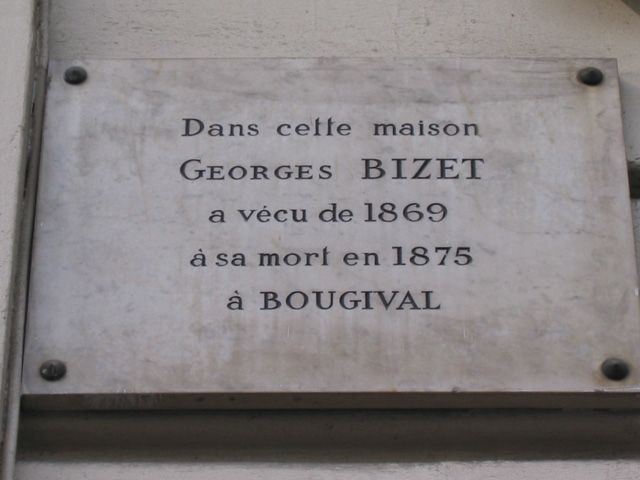 Dans cette maison
GEORGES BIZET
a vécu de 1869
à sa mort en 1875
à BOUGIVAL